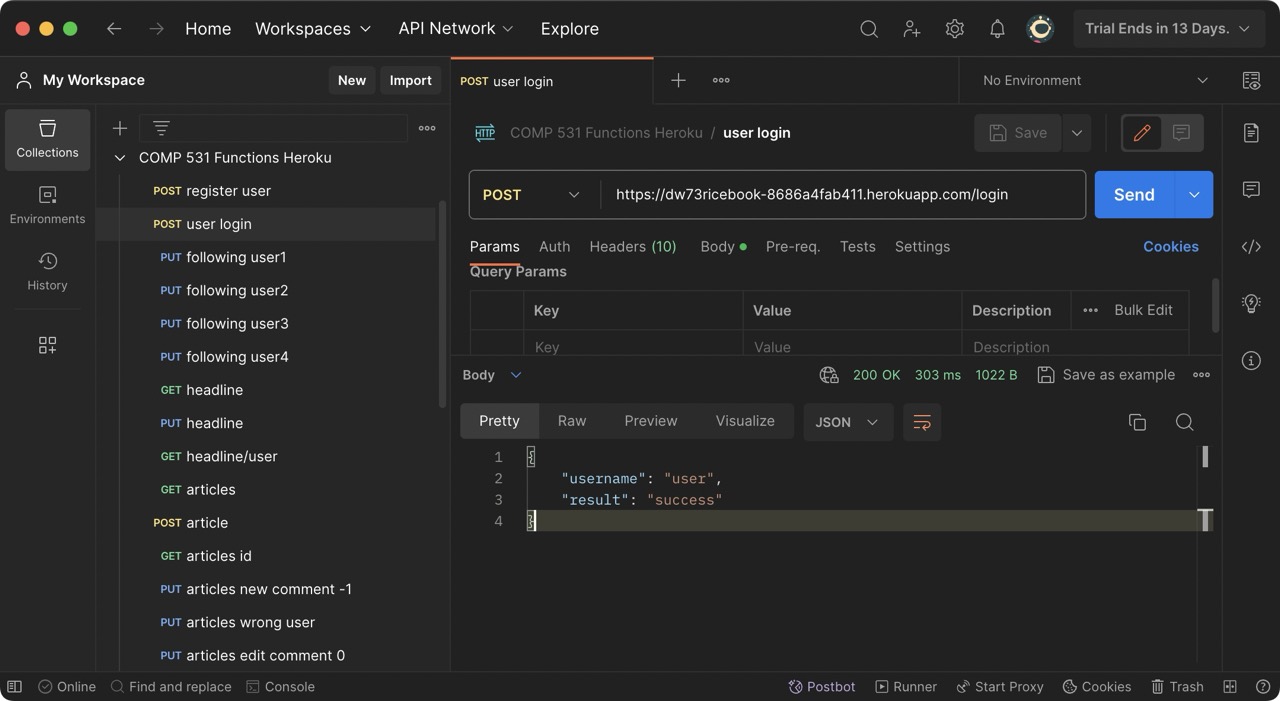 Home Workspaces API Network Explore Trial Ends in 13 Days.
My Workspace New Import
POST user login
No Environment
Collections
Environments
History
COMP 531 Functions Heroku
POST register user
POST user login
PUT following user1
PUT following user2
PUT following user3
PUT following user4
GET headline
PUT headline
GET headline/user
GET articles
POST article
GET articles id
PUT articles new comment -1
PUT articles wrong user
PUT articles edit comment 0
HTTP COMP 531 Functions Heroku / user login Save
POST https://dw73ricebook-8686a4fab411.herokuapp.com/login Send
Params Auth Headers (10) Body Pre-req. Tests Settings Cookies
Query Params
Key Value Description Bulk Edit
Key Value Description
Body 200 OK 303 ms 1022 B Save as example
Pretty Raw Preview Visualize JSON
1 {
2 "username": "user",
3 "result": "success"
4 }
Online Find and replace Console Postbot Runner Start Proxy Cookies Trash